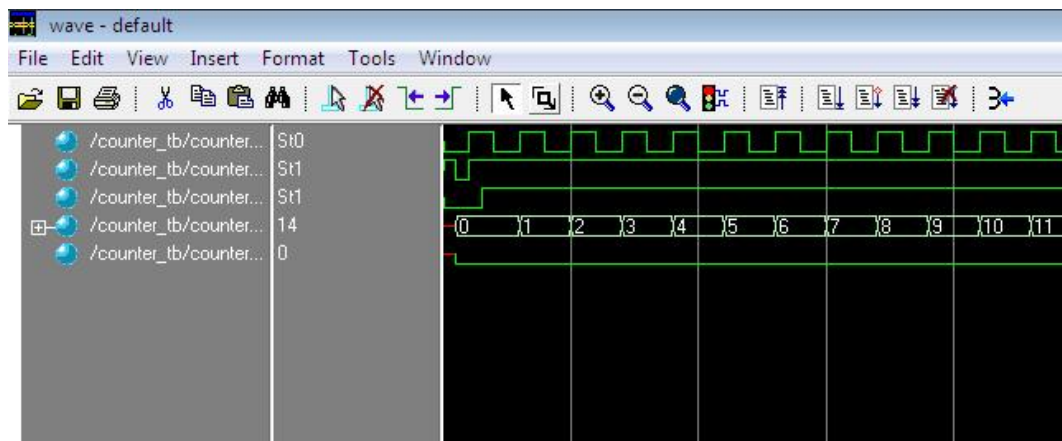 wave - default
File Edit View Insert Format Tools Window
/counter_tb/counter... St0
/counter_tb/counter... St1
/counter_tb/counter... St1
/counter_tb/counter... 14 0 1 2 3 4 5 6 7 8 9 10 11
/counter_tb/counter... 0